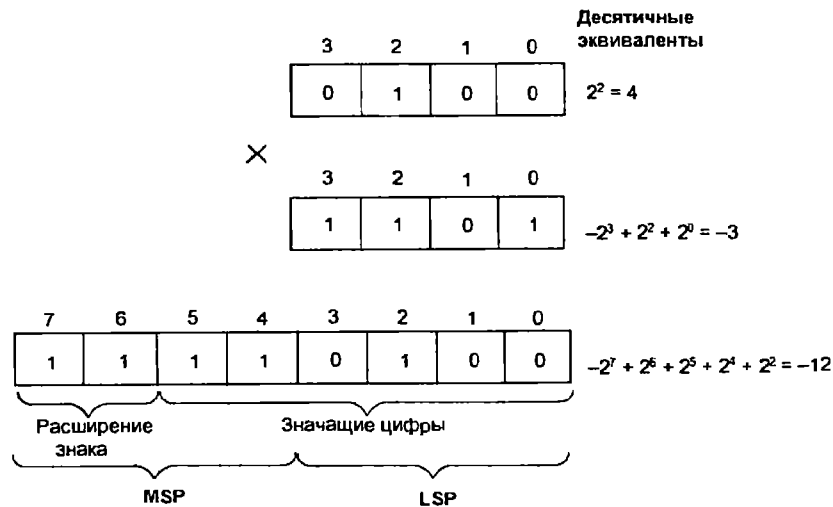 Десятичные
эквиваленты
3 2 1 0
0 1 0 0 2² = 4
×
3 2 1 0
1 1 0 1 –2³ + 2² + 2⁰ = –3
7 6 5 4 3 2 1 0
1 1 1 1 0 1 0 0 –2⁷ + 2⁶ + 2⁵ + 2⁴ + 2² = –12
Расширение
знака
Значащие цифры
MSP LSP